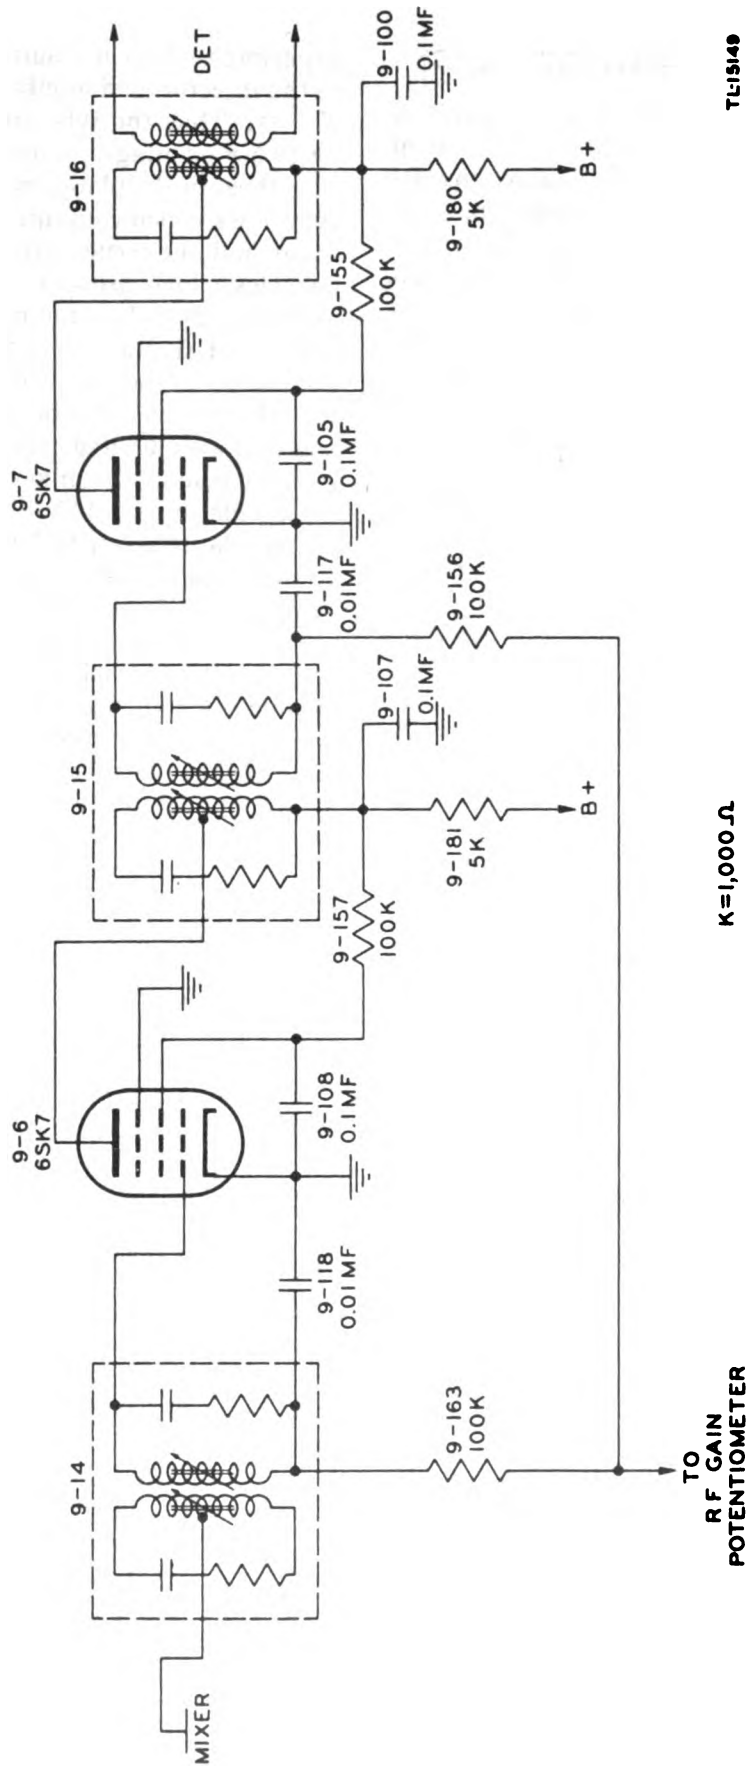 MIXER
9-14
9-6
6SK7
9-15
9-7
6SK7
9-16
DET
9-118
0.01MF
9-108
0.1MF
9-157
100K
9-107
0.1MF
9-117
0.01MF
9-105
0.1MF
9-155
100K
9-100
0.1MF
9-163
100K
9-181
5K
B+
9-156
100K
9-180
5K
B+
TO
RF GAIN
POTENTIOMETER
K=1,000Ω
TL15149